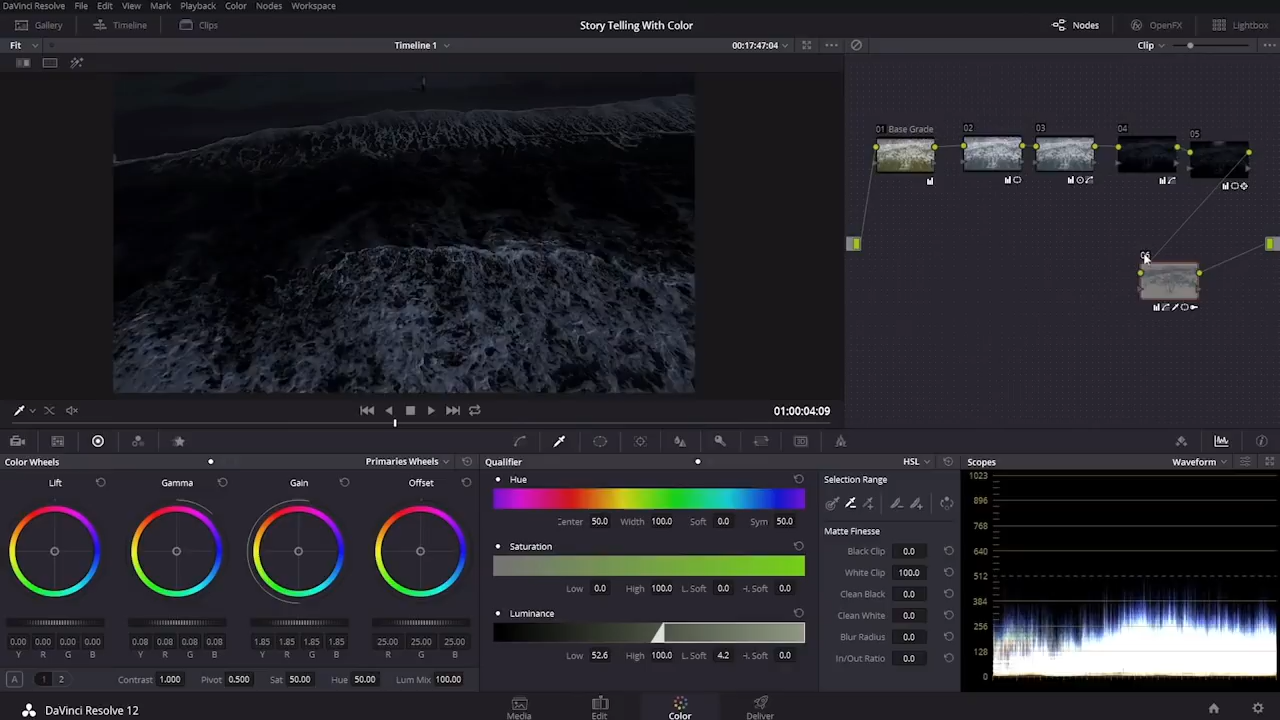 DaVinci Resolve File Edit View Mark Playback Color Nodes Workspace
Gallery Timeline Clips Story Telling With Color Nodes OpenFX Lightbox
Fit Timeline 1 00:17:47:04 Clip
01 Base Grade 02 03 04 05
06
01:00:04:09
Color Wheels Primaries Wheels Qualifier HSL Scopes Waveform
Lift Gamma Gain Offset
Hue
Center 50.0 Width 100.0 Soft 0.0 Sym 50.0
Saturation
Low 0.0 High 100.0 L. Soft 0.0 H. Soft 0.0
Luminance
Low 52.6 High 100.0 L. Soft 4.2 H. Soft 0.0
Selection Range
Matte Finesse
Black Clip 0.0
White Clip 100.0
Clean Black 0.0
Clean White 0.0
Blur Radius 0.0
In/Out Ratio 0.0
1023
896
768
640
512
384
256
128
0
0.00 0.00 0.00 0.00 0.08 0.08 0.08 0.08 1.85 1.85 1.85 1.85 25.00 25.00 25.00
Y R G B Y R G B Y R G B R G B
A 1 2 Contrast 1.000 Pivot 0.500 Sat 50.00 Hue 50.00 Lum Mix 100.00
DaVinci Resolve 12 Media Edit Color Deliver